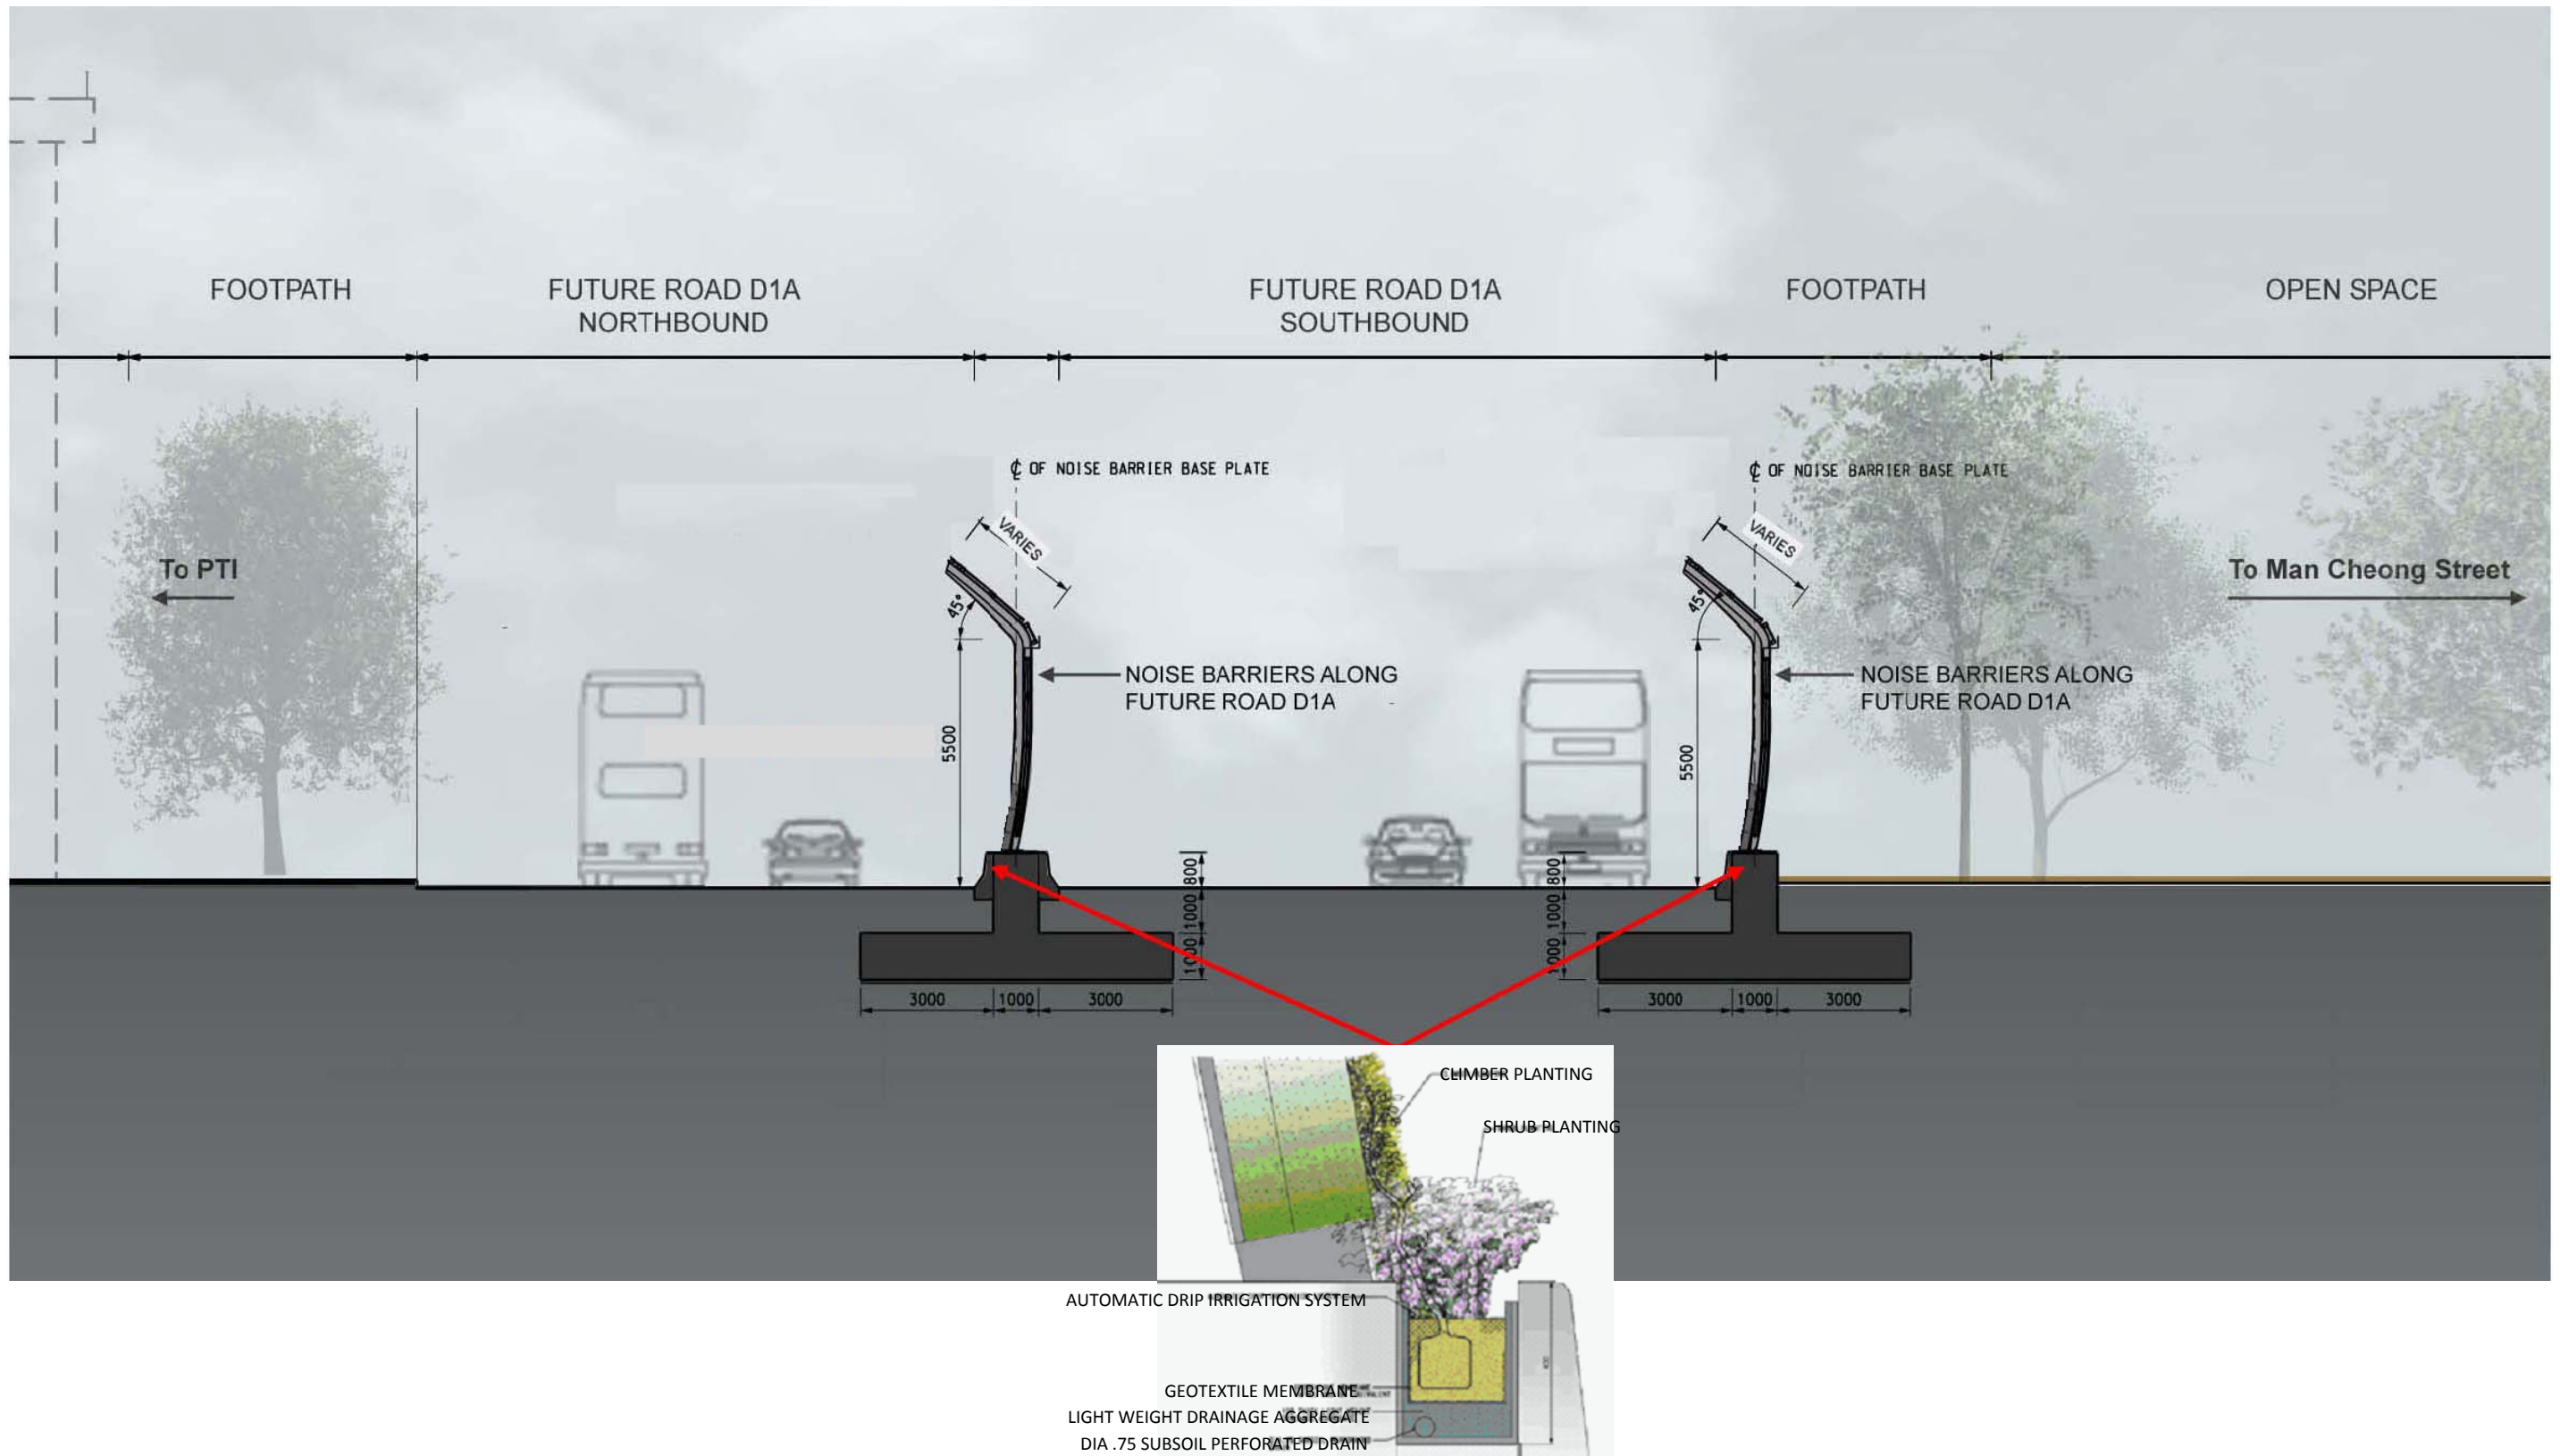 FOOTPATH
FUTURE ROAD D1A
NORTHBOUND
FUTURE ROAD D1A
SOUTHBOUND
FOOTPATH
OPEN SPACE
℄ OF NOISE BARRIER BASE PLATE
℄ OF NOISE BARRIER BASE PLATE
VARIES
VARIES
To PTI
To Man Cheong Street
45°
45°
NOISE BARRIERS ALONG
FUTURE ROAD D1A
NOISE BARRIERS ALONG
FUTURE ROAD D1A
5500
5500
800
800
1000
1000
1000
1000
3000 1000 3000
3000 1000 3000
CLIMBER PLANTING
SHRUB PLANTING
AUTOMATIC DRIP IRRIGATION SYSTEM
GEOTEXTILE MEMBRANE
LIGHT WEIGHT DRAINAGE AGGREGATE
DIA .75 SUBSOIL PERFORATED DRAIN